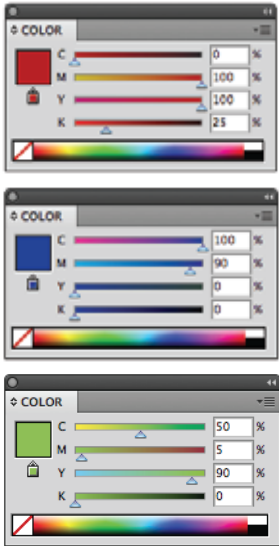 COLOR
C 0 %
M 100 %
Y 100 %
K 25 %
COLOR
C 100 %
M 90 %
Y 0 %
K 0 %
COLOR
C 50 %
M 5 %
Y 90 %
K 0 %